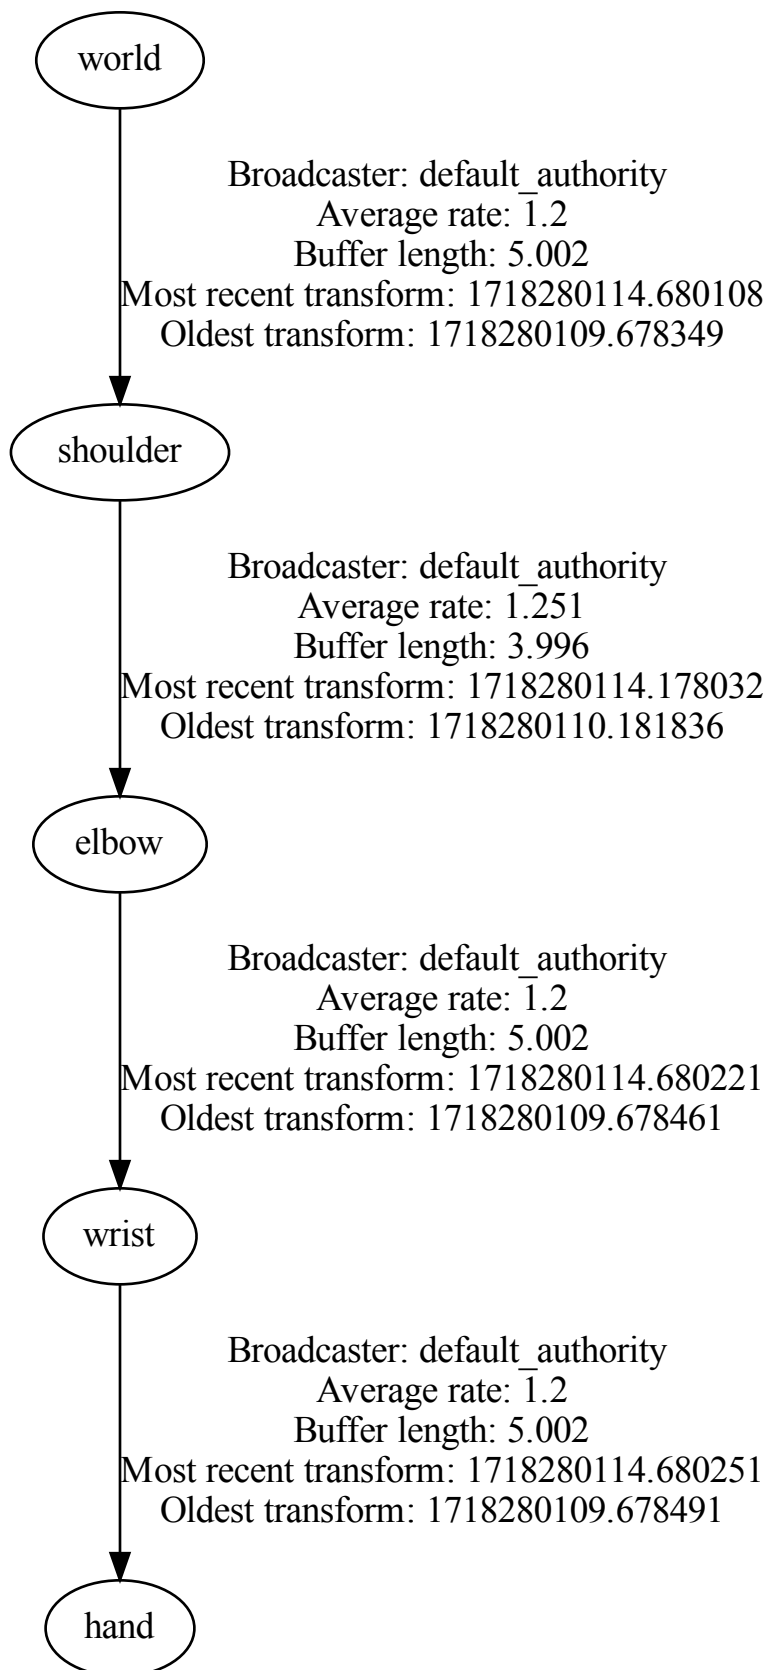 world
Broadcaster: default_authority
Average rate: 1.2
Buffer length: 5.002
Most recent transform: 1718280114.680108
Oldest transform: 1718280109.678349
shoulder
Broadcaster: default_authority
Average rate: 1.251
Buffer length: 3.996
Most recent transform: 1718280114.178032
Oldest transform: 1718280110.181836
elbow
Broadcaster: default_authority
Average rate: 1.2
Buffer length: 5.002
Most recent transform: 1718280114.680221
Oldest transform: 1718280109.678461
wrist
Broadcaster: default_authority
Average rate: 1.2
Buffer length: 5.002
Most recent transform: 1718280114.680251
Oldest transform: 1718280109.678491
hand